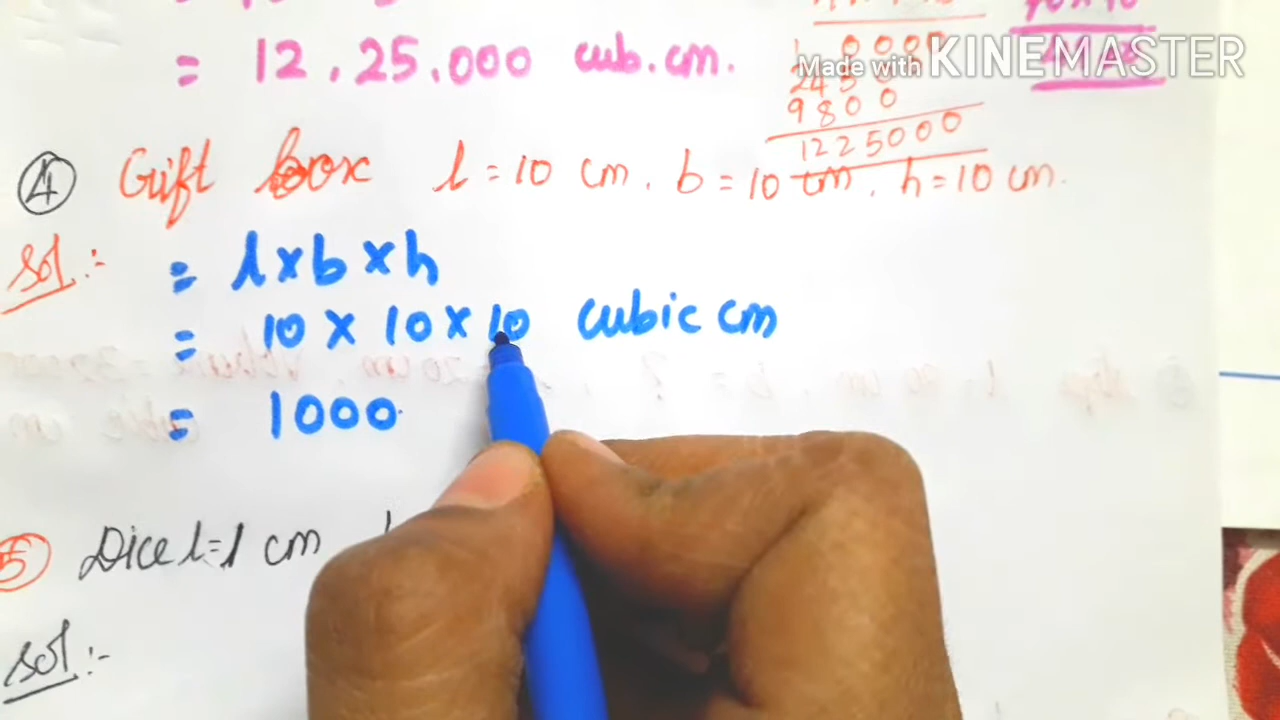 = 12,25,000 cub.cm.
Made with KINEMASTER
0000
9800
1225000
4 Gift box l = 10 cm, b = 10 cm, h = 10 cm.
Sol:-
= l × b × h
= 10 × 10 × 10 cubic cm
= 1000
5 Dice l=1 cm
Sol:-